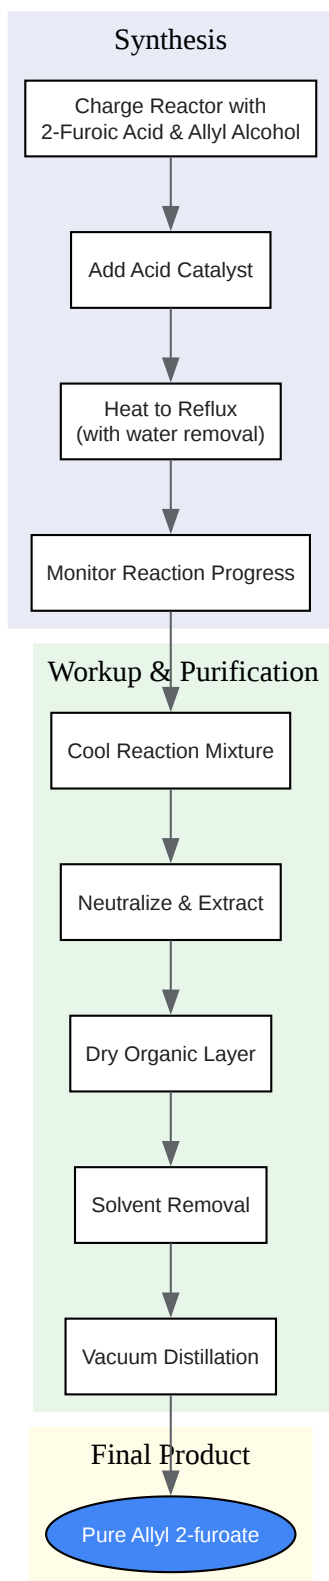 Synthesis
Charge Reactor with
2-Furoic Acid & Allyl Alcohol
Add Acid Catalyst
Heat to Reflux
(with water removal)
Monitor Reaction Progress
Workup & Purification
Cool Reaction Mixture
Neutralize & Extract
Dry Organic Layer
Solvent Removal
Vacuum Distillation
Final Product
Pure Allyl 2-furoate